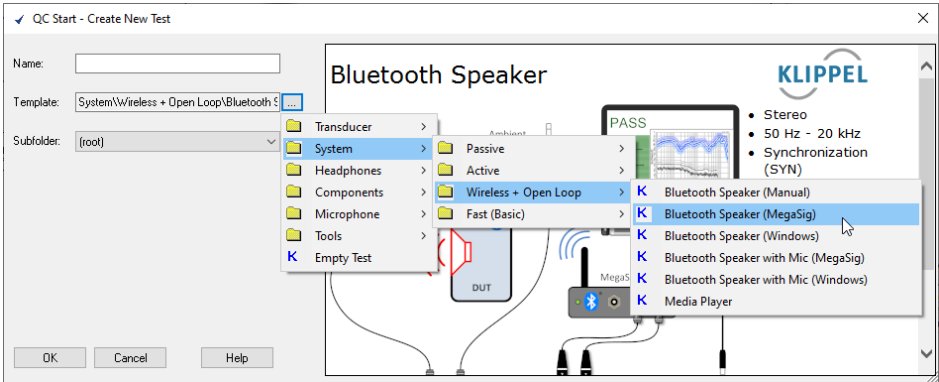 QC Start - Create New Test
Name:
Template:
System\Wireless + Open Loop\Bluetooth S
...
Subfolder:
(root)
Transducer
System
Headphones
Components
Microphone
Tools
Empty Test
Passive
Active
Wireless + Open Loop
Fast (Basic)
Bluetooth Speaker (Manual)
Bluetooth Speaker (MegaSig)
Bluetooth Speaker (Windows)
Bluetooth Speaker with Mic (MegaSig)
Bluetooth Speaker with Mic (Windows)
Media Player
Bluetooth Speaker
KLIPPEL
• Stereo
• 50 Hz - 20 kHz
• Synchronization
(SYN)
PASS
Ambient
DUT
MegaS
OK
Cancel
Help